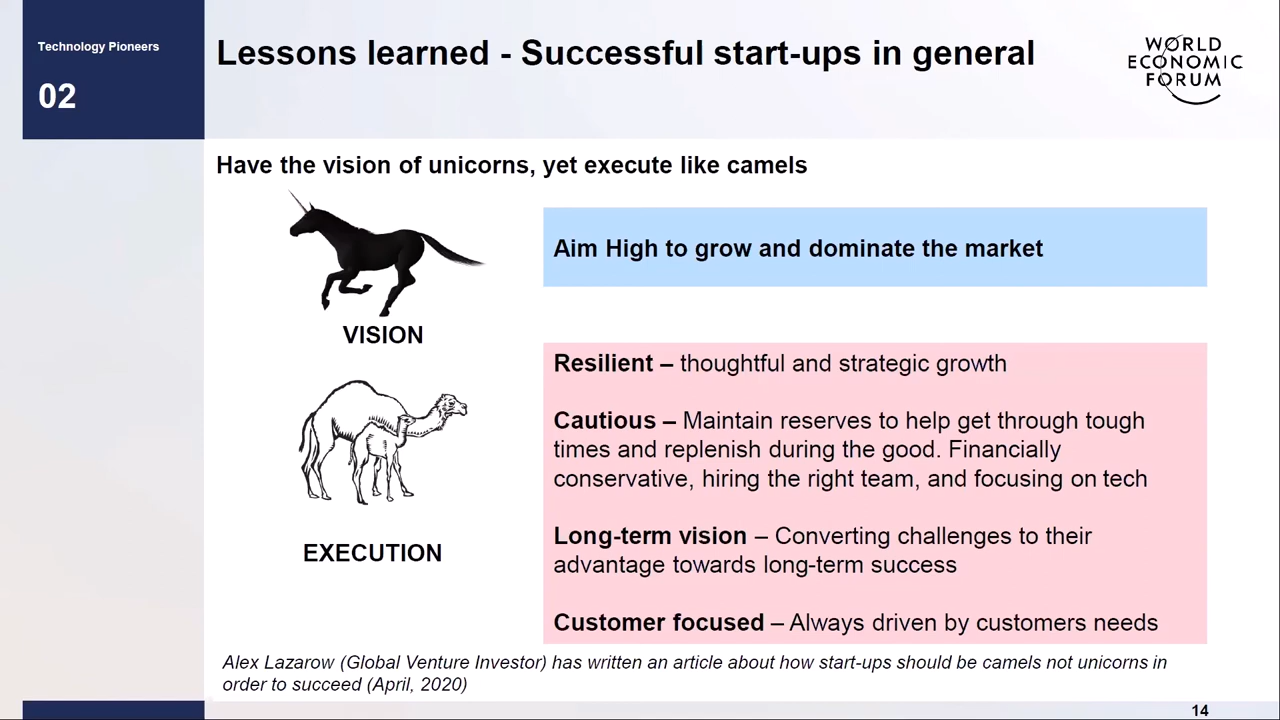 Technology Pioneers
02
Lessons learned - Successful start-ups in general
WORLD
ECONOMIC
FORUM
Have the vision of unicorns, yet execute like camels
Aim High to grow and dominate the market
VISION
Resilient – thoughtful and strategic growth
Cautious – Maintain reserves to help get through tough
times and replenish during the good. Financially
conservative, hiring the right team, and focusing on tech
Long-term vision – Converting challenges to their
advantage towards long-term success
Customer focused – Always driven by customers needs
EXECUTION
Alex Lazarow (Global Venture Investor) has written an article about how start-ups should be camels not unicorns in
order to succeed (April, 2020)
14